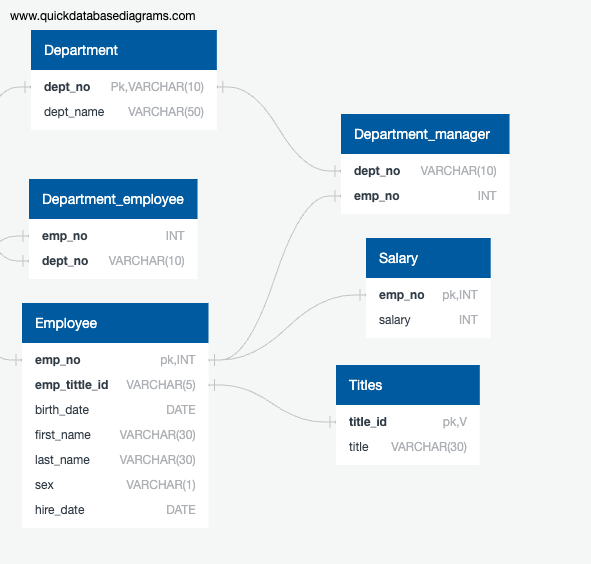 www.quickdatabasediagrams.com
Department
dept_no Pk,VARCHAR(10)
dept_name VARCHAR(50)
Department_manager
dept_no VARCHAR(10)
emp_no INT
Department_employee
emp_no INT
dept_no VARCHAR(10)
Salary
emp_no pk,INT
salary INT
Employee
emp_no pk,INT
emp_tittle_id VARCHAR(5)
birth_date DATE
first_name VARCHAR(30)
last_name VARCHAR(30)
sex VARCHAR(1)
hire_date DATE
Titles
title_id pk,V
title VARCHAR(30)